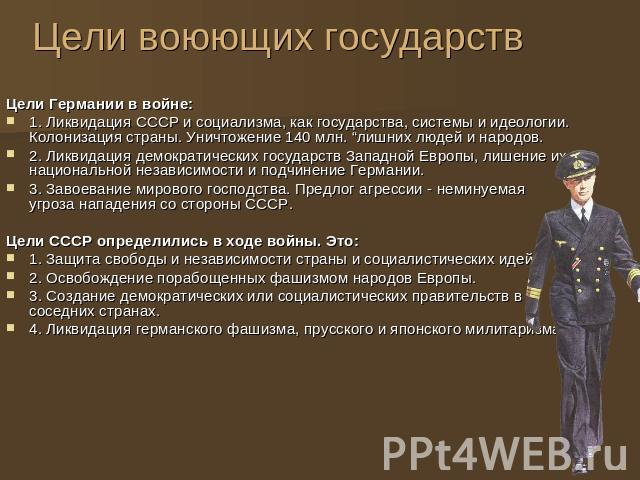 Цели воюющих государств
Цели Германии в войне:
1. Ликвидация СССР и социализма, как государства, системы и идеологии.
Колонизация страны. Уничтожение 140 млн. "лишних людей и народов.
2. Ликвидация демократических государств Западной Европы, лишение их
национальной независимости и подчинение Германии.
3. Завоевание мирового господства. Предлог агрессии - неминуемая
угроза нападения со стороны СССР.
Цели СССР определились в ходе войны. Это:
1. Защита свободы и независимости страны и социалистических идей
2. Освобождение порабощенных фашизмом народов Европы.
3. Создание демократических или социалистических правительств в
соседних странах.
4. Ликвидация германского фашизма, прусского и японского милитаризма
PPt4WEB.ru